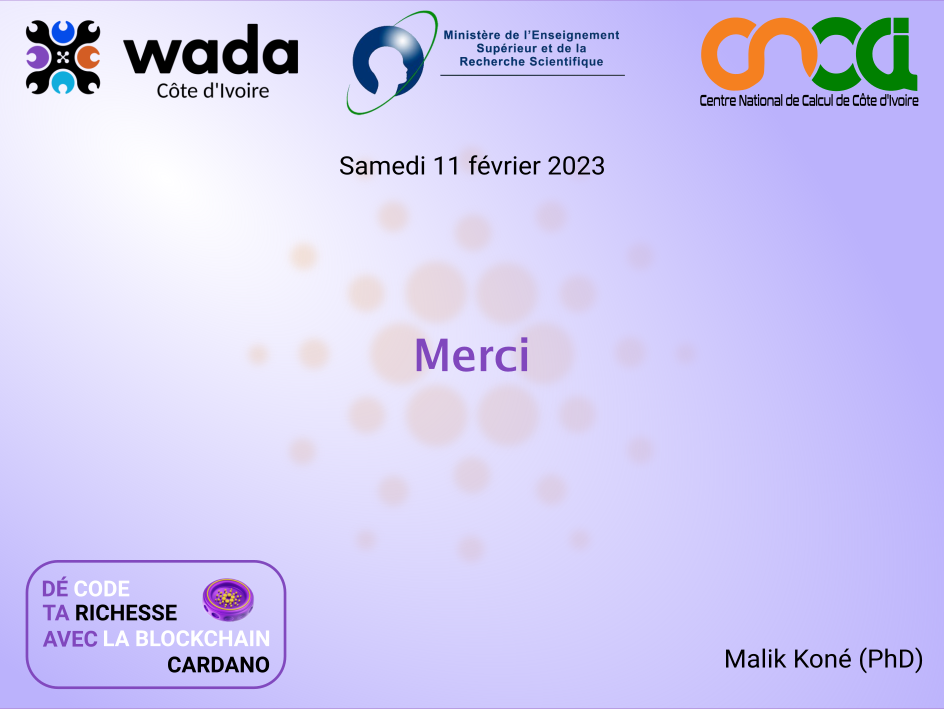 wada
Côte d'Ivoire
Ministère de l'Enseignement
Supérieur et de la
Recherche Scientifique
cnci
Centre National de Calcul de Côte d'Ivoire
Samedi 11 février 2023
Merci
DÉ CODE
TA RICHESSE
AVEC LA BLOCKCHAIN
CARDANO
Malik Koné (PhD)